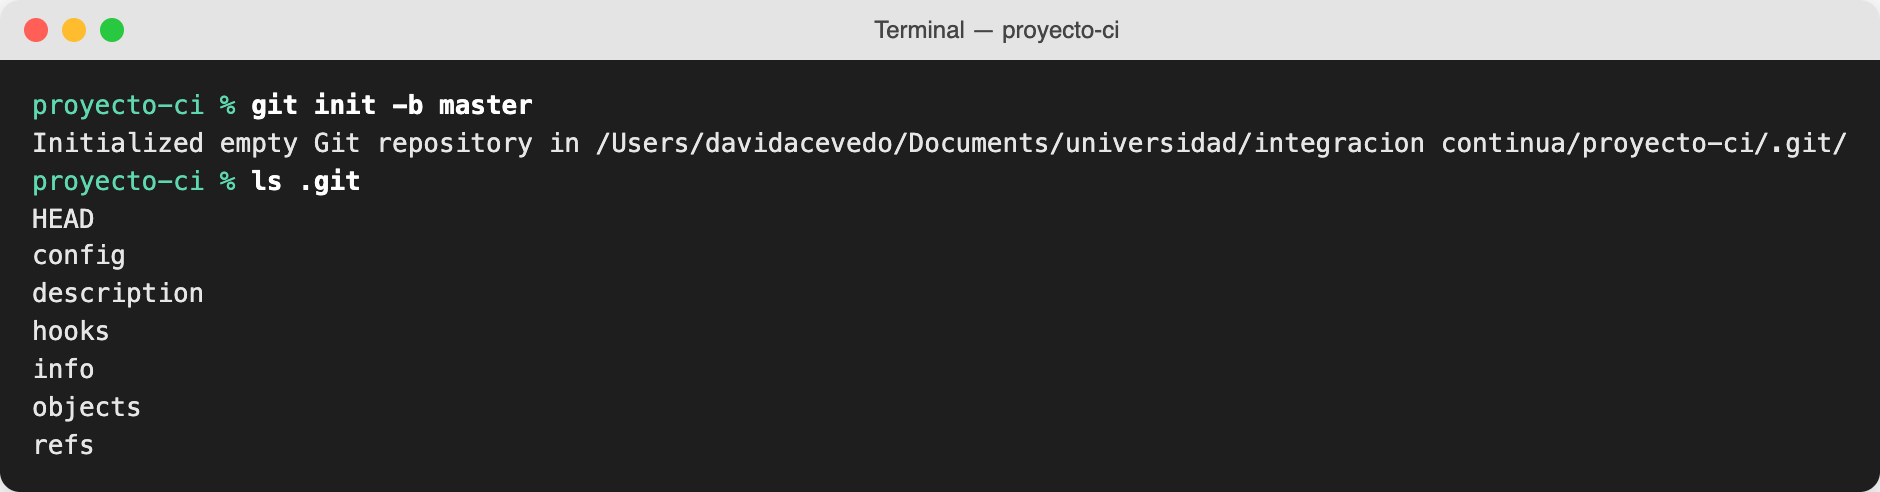 Terminal — proyecto-ci
proyecto-ci % git init -b master
Initialized empty Git repository in /Users/davidacevedo/Documents/universidad/integracion continua/proyecto-ci/.git/
proyecto-ci % ls .git
HEAD
config
description
hooks
info
objects
refs